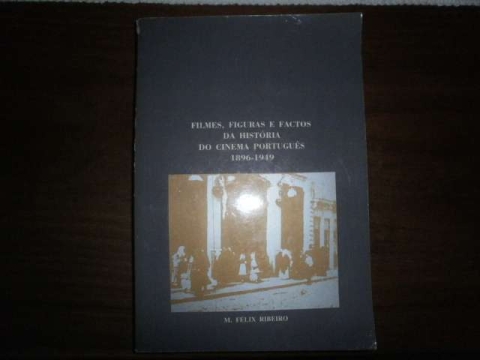 FILMES, FIGURAS E FACTOS
DA HISTÓRIA
DO CINEMA PORTUGUÊS
1896-1949
M. FÉLIX RIBEIRO